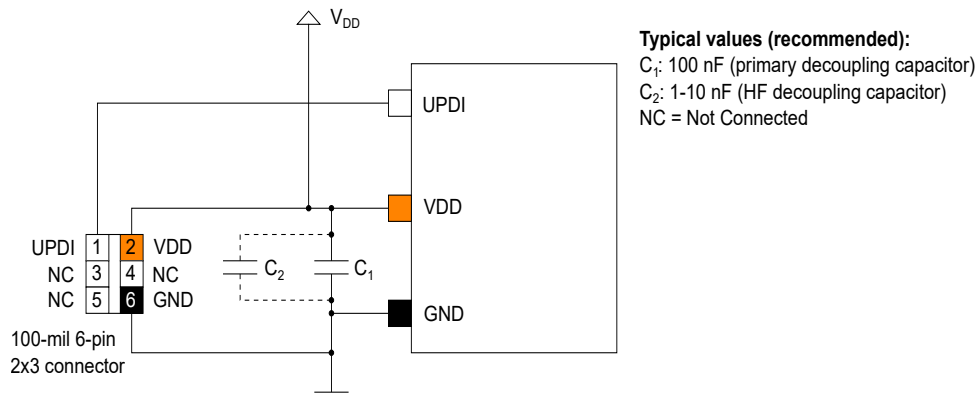 V_DD
Typical values (recommended):
C₁: 100 nF (primary decoupling capacitor)
C₂: 1-10 nF (HF decoupling capacitor)
NC = Not Connected
UPDI
VDD
UPDI 1 2 VDD
NC 3 4 NC
NC 5 6 GND
C₂ C₁
GND
100-mil 6-pin
2x3 connector